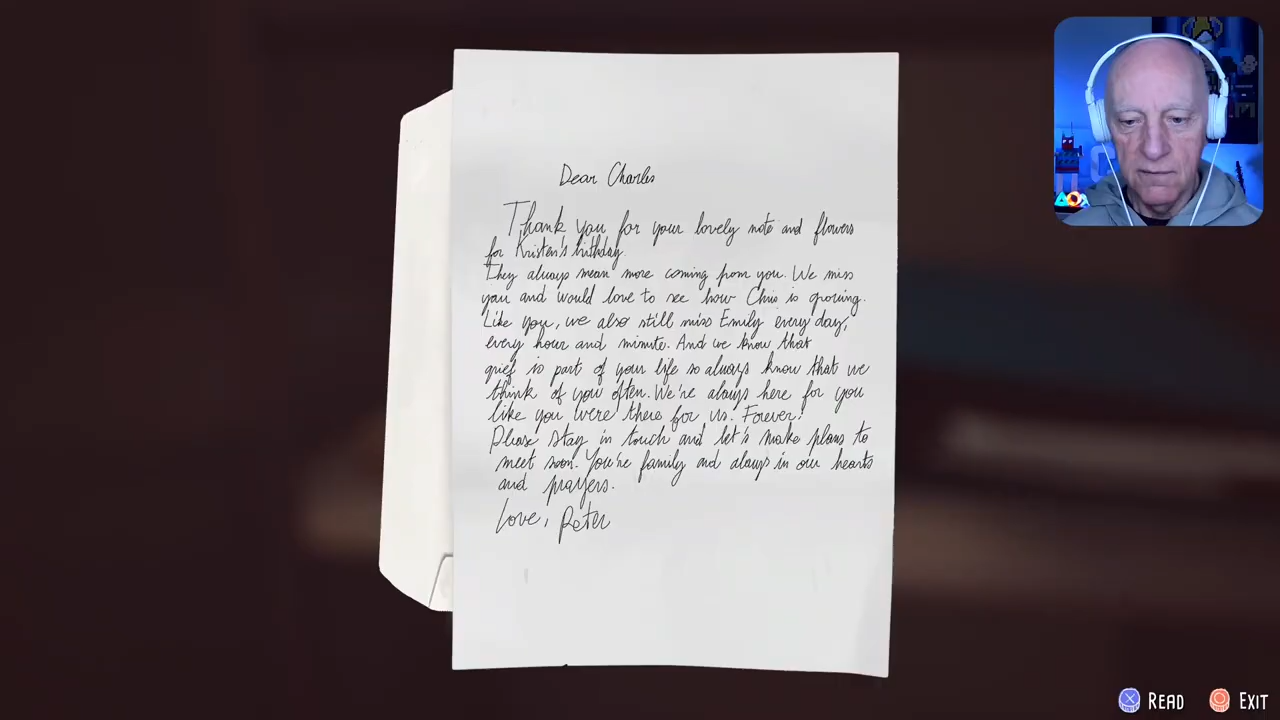 Dear Charles
Thank you for your lovely note and flowers
for Kristen's birthday.
They always mean more coming from you. We miss
you and would love to see how Chris is growing.
Like you, we also still miss Emily every day,
every hour and minute. And we know that
grief is part of your life so always know that we
think of you often. We're always here for you
like you were there for us. Forever!
Please stay in touch and let's make plans to
meet soon. You're family and always in our hearts
and prayers.
Love, Peter
READ EXIT